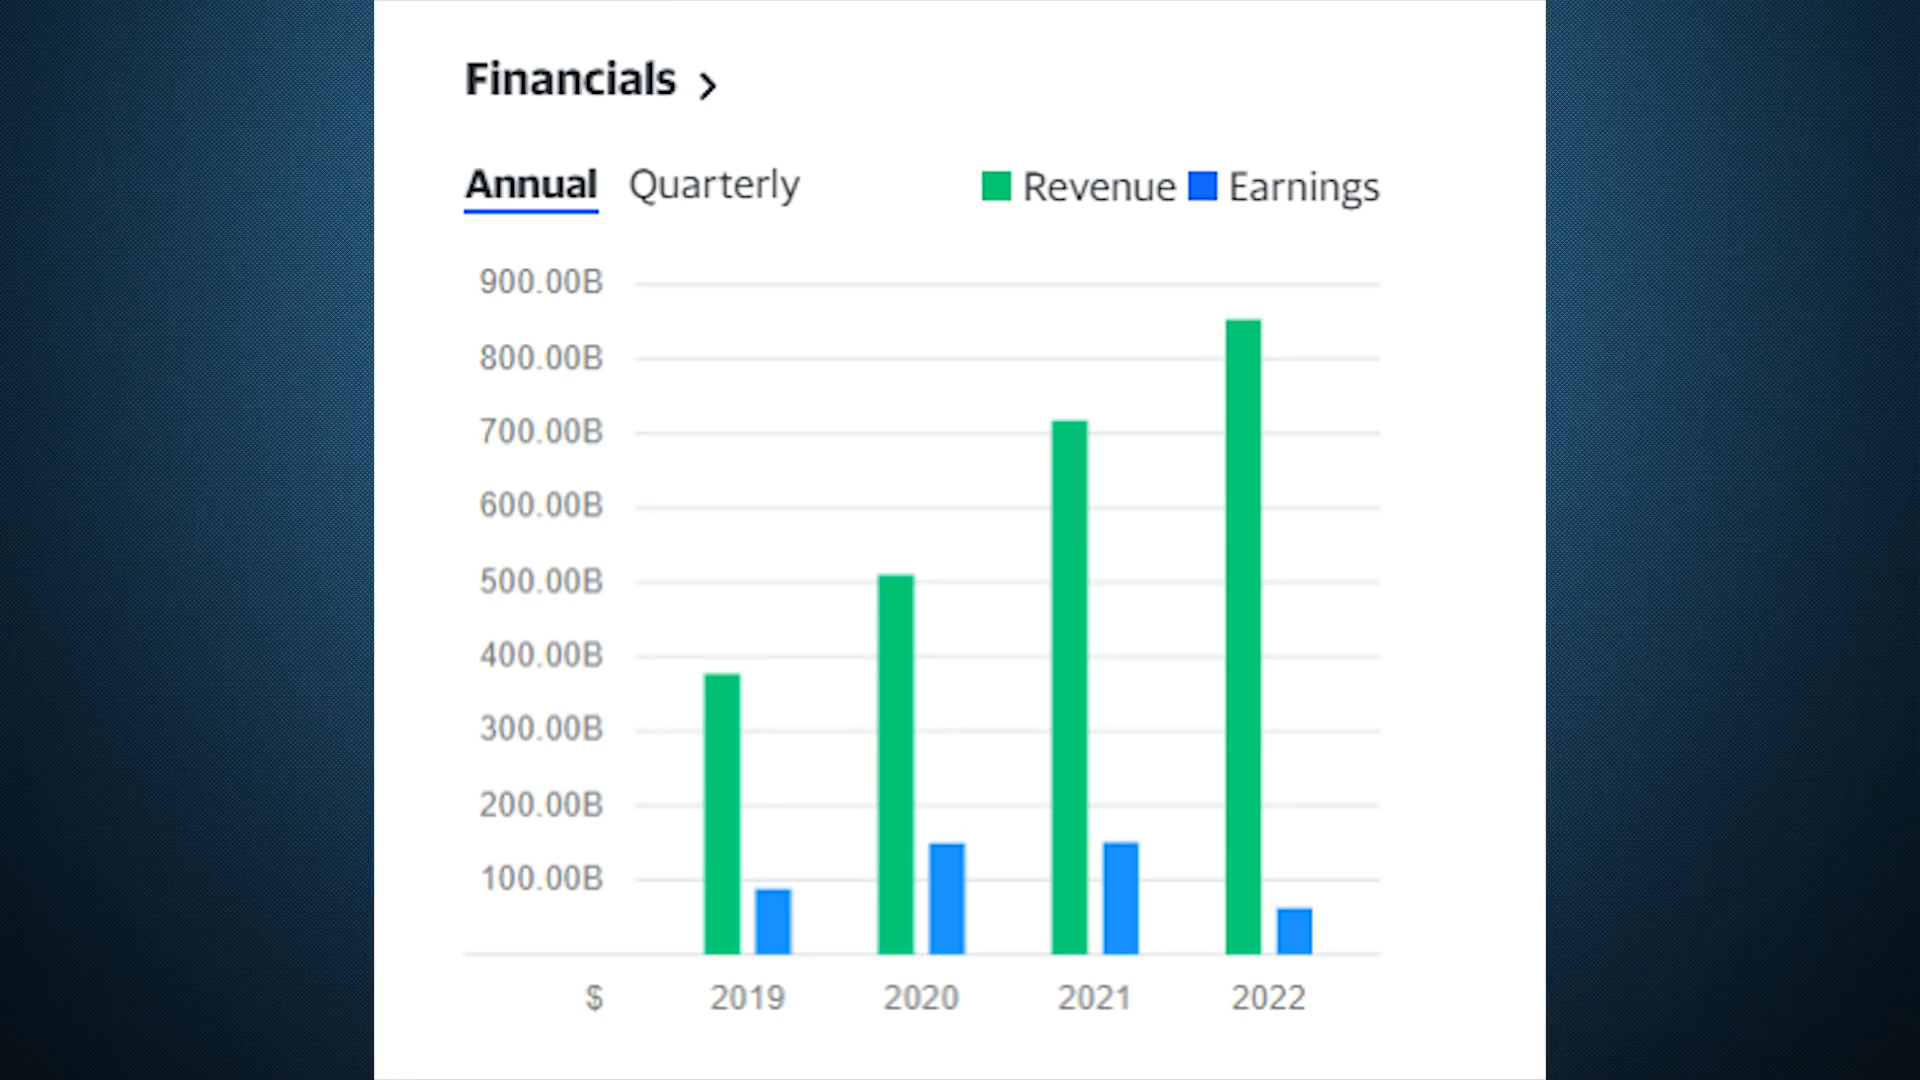 Financials
Annual Quarterly Revenue Earnings
900.00B
800.00B
700.00B
600.00B
500.00B
400.00B
300.00B
200.00B
100.00B
$ 2019 2020 2021 2022